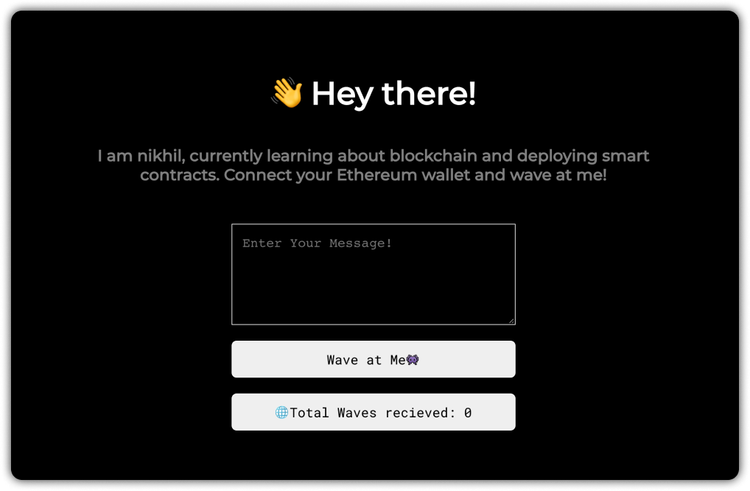 👋 Hey there!
I am nikhil, currently learning about blockchain and deploying smart
contracts. Connect your Ethereum wallet and wave at me!
Enter Your Message!
Wave at Me👾
🌐Total Waves recieved: 0